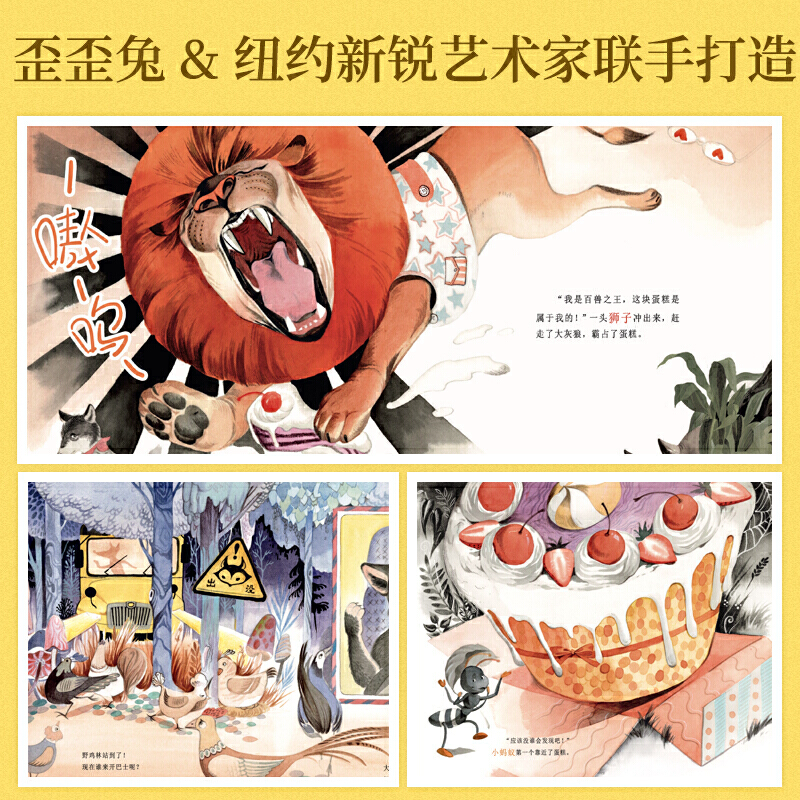 歪歪兔 & 纽约新锐艺术家联手打造
嗷呜
“我是百兽之王，这块蛋糕是
属于我的！”一头狮子冲出来，赶
走了大灰狼，霸占了蛋糕。
！
出没
野鸡林站到了！
现在谁来开巴士呢？
大
“应该没谁会发现吧！”
小蚂蚁第一个靠近了蛋糕。